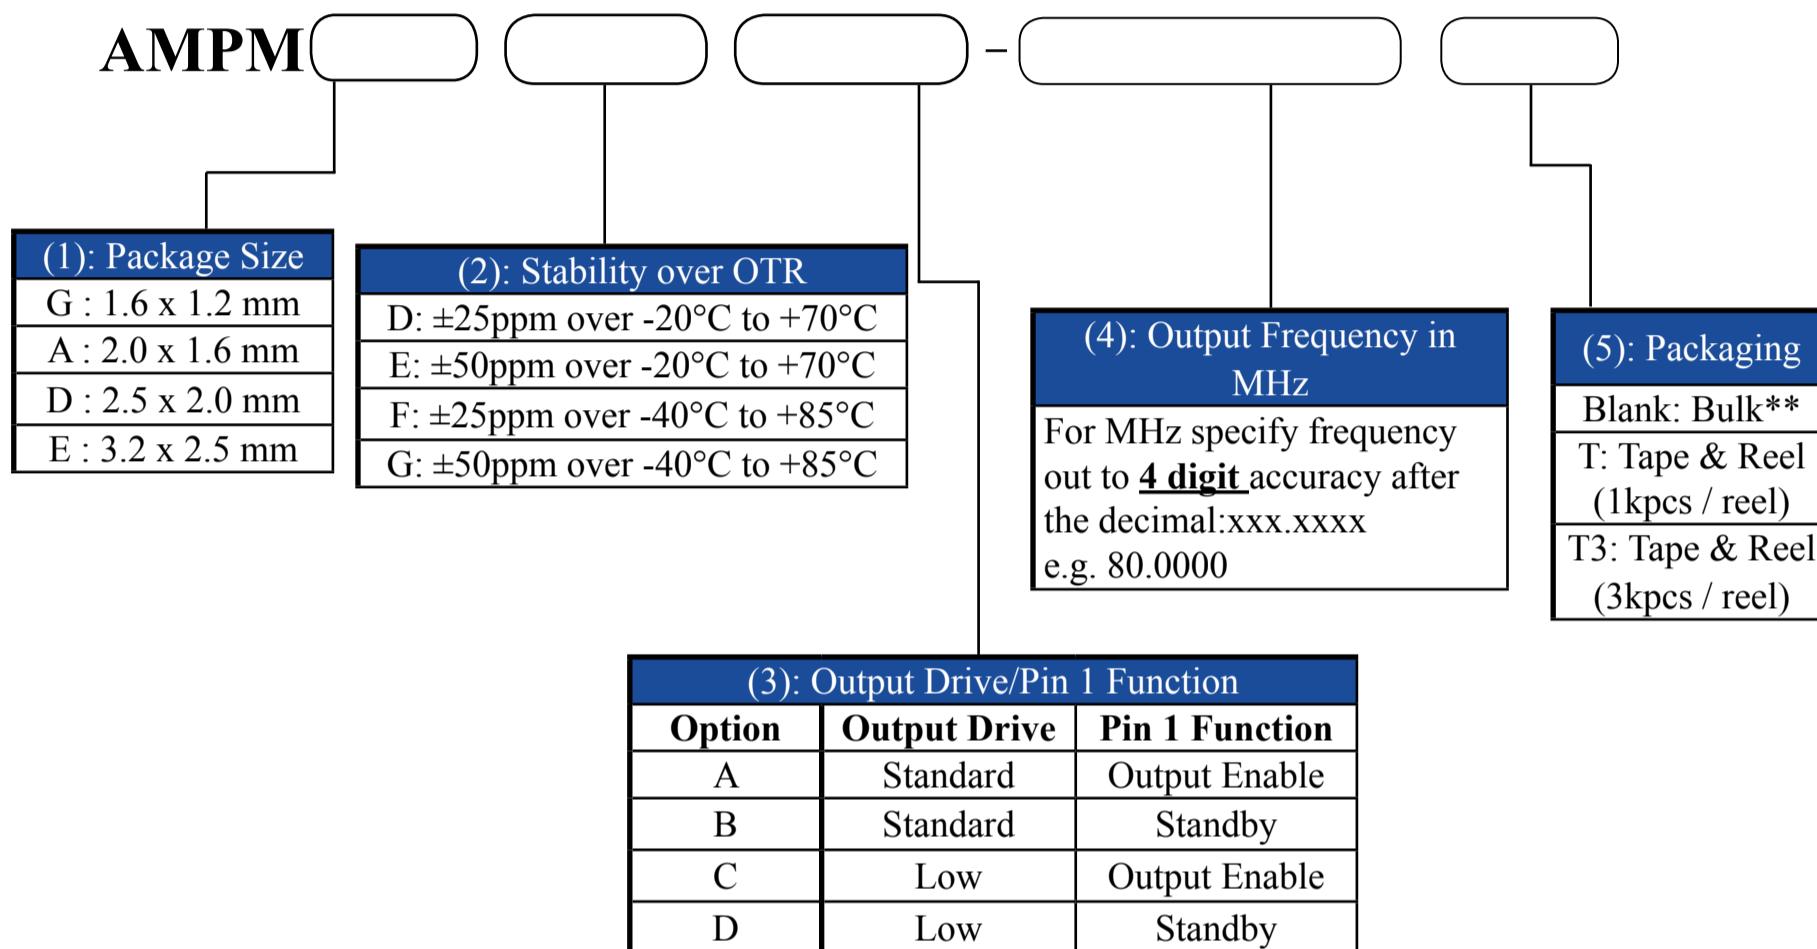 AMPM –
(1): Package Size
G : 1.6 x 1.2 mm
A : 2.0 x 1.6 mm
D : 2.5 x 2.0 mm
E : 3.2 x 2.5 mm
(2): Stability over OTR
D: ±25ppm over -20°C to +70°C
E: ±50ppm over -20°C to +70°C
F: ±25ppm over -40°C to +85°C
G: ±50ppm over -40°C to +85°C
(4): Output Frequency in
MHz
For MHz specify frequency
out to 4 digit accuracy after
the decimal:xxx.xxxx
e.g. 80.0000
(5): Packaging
Blank: Bulk**
T: Tape & Reel
(1kpcs / reel)
T3: Tape & Reel
(3kpcs / reel)
(3): Output Drive/Pin 1 Function
Option Output Drive Pin 1 Function
A Standard Output Enable
B Standard Standby
C Low Output Enable
D Low Standby